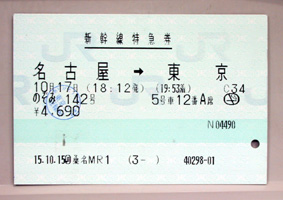 新幹線特急券
名古屋 → 東京
10月17日 (18:12発) (19:53着) C34
のぞみ 142号 5号車12番A席
¥4,690
N04490
15.10.15 桑名MR1 (3-) 40298-01